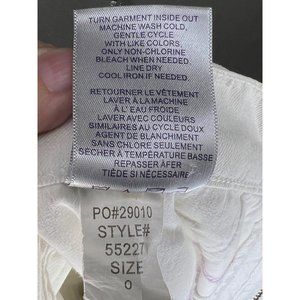 TURN GARMENT INSIDE OUT
MACHINE WASH COLD,
GENTLE CYCLE
WITH LIKE COLORS,
ONLY NON-CHLORINE
BLEACH WHEN NEEDED.
LINE DRY
COOL IRON IF NEEDED.
RETOURNER LE VÊTEMENT
LAVER À LA MACHINE
À L' EAU FROIDE
LAVER AVEC COULEURS
SIMILAIRES AU CYCLE DOUX
AGENT DE BLANCHIMENT
SANS CHLORE SEULEMENT
SÉCHER À TEMPÉRATURE BASSE
REPASSER ÀFER
TIÈDE SI NÉCESSAIRE
PO#29010
STYLE#
55227
SIZE
0